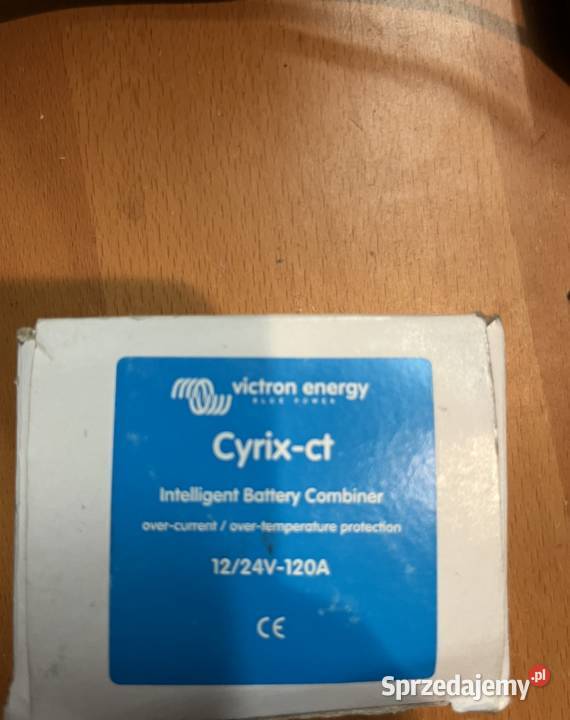 victron energy
BLUE POWER
Cyrix-ct
Intelligent Battery Combiner
over-current / over-temperature protection
12/24V-120A
CE
Sprzedajemy.pl